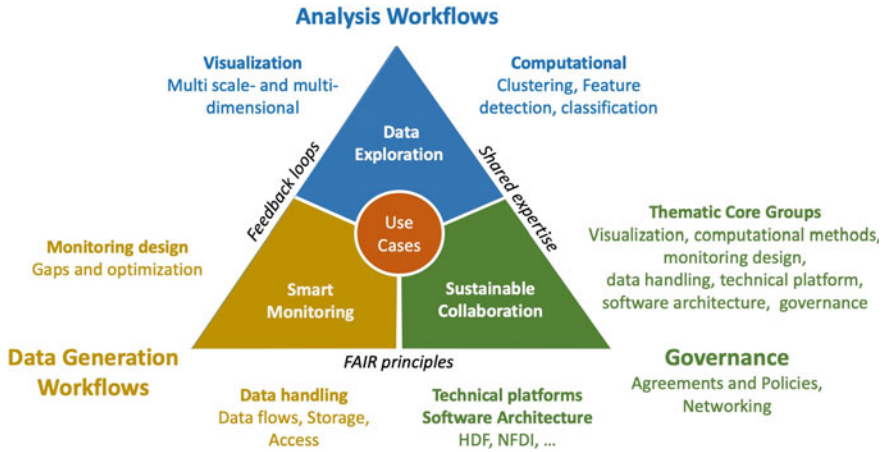 Analysis Workflows
Visualization
Multi scale- and multi-
dimensional
Computational
Clustering, Feature
detection, classification
Data
Exploration
Feedback loops
Shared expertise
Use
Cases
Monitoring design
Gaps and optimization
Thematic Core Groups
Visualization, computational methods,
monitoring design,
data handling, technical platform,
software architecture, governance
Smart
Monitoring
Sustainable
Collaboration
Data Generation
Workflows
FAIR principles
Governance
Agreements and Policies,
Networking
Data handling
Data flows, Storage,
Access
Technical platforms
Software Architecture
HDF, NFDI, ...